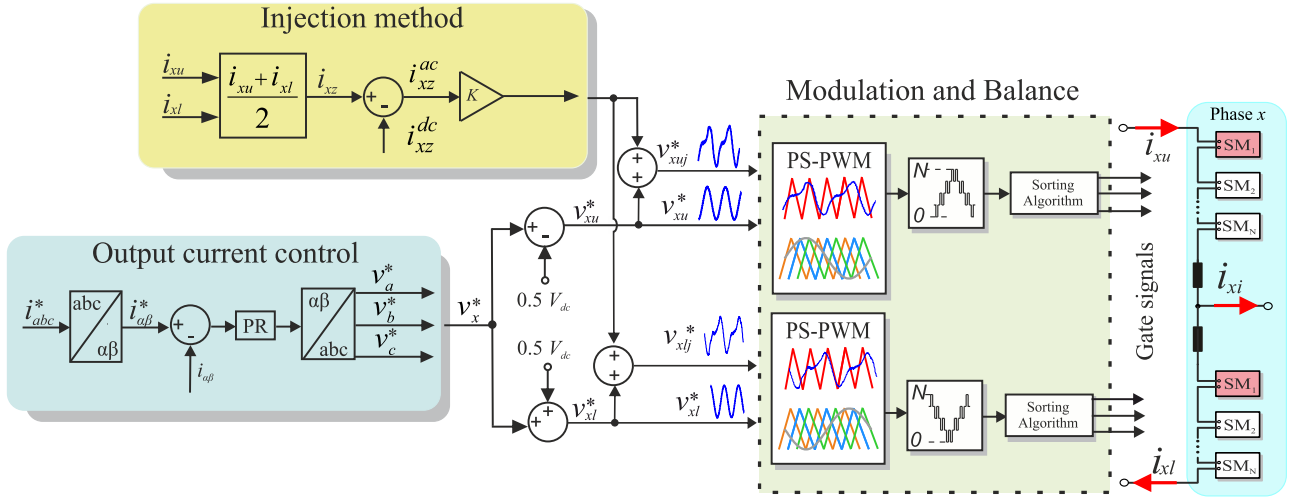 Injection method
i_xu
i_xl
i_xu + i_xl
2
i_xz
+
-
i_xz^ac
i_xz^dc
K
Output current control
i*_abc
abc
αβ
i*_αβ
+
-
i_αβ
PR
αβ
abc
v*_a
v*_b
v*_c
v*_x
+
-
0.5 V_dc
0.5 V_dc
+
+
v*_xu
v*_xl
+
+
+
+
v*_xuj
v*_xu
v*_xlj
v*_xl
Modulation and Balance
PS-PWM
N
0
Sorting
Algorithm
PS-PWM
N
0
Sorting
Algorithm
Gate signals
i_xu
i_xi
i_xl
Phase x
SM_1
SM_2
SM_N
SM_1
SM_2
SM_N